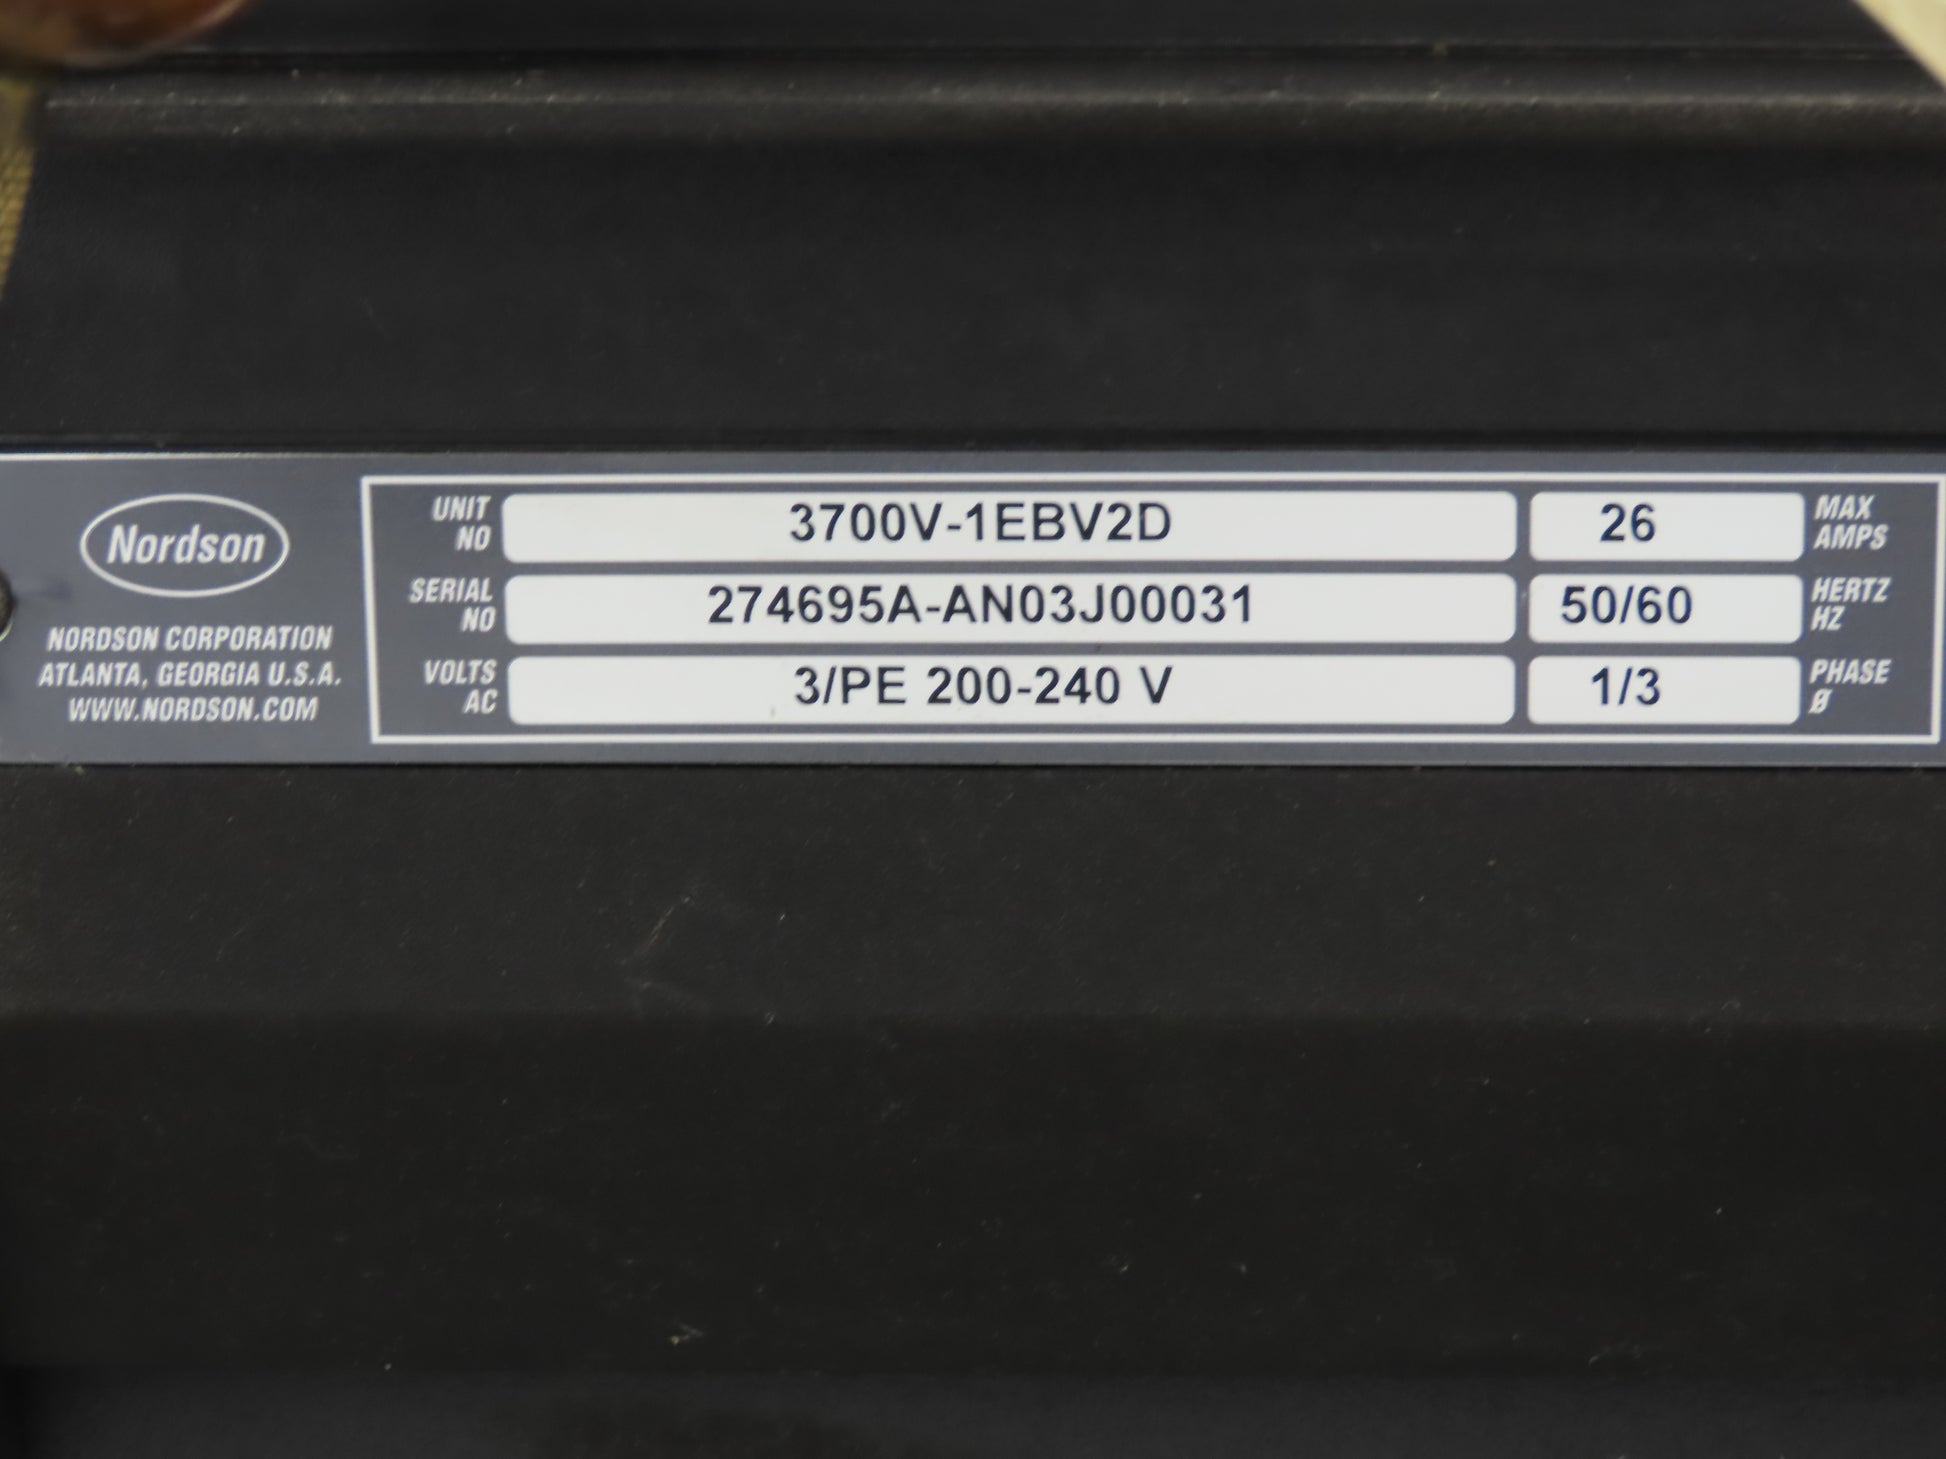 Nordson
NORDSON CORPORATION
ATLANTA, GEORGIA U.S.A.
WWW.NORDSON.COM
UNIT NO 3700V-1EBV2D 26 MAX AMPS
SERIAL NO 274695A-AN03J00031 50/60 HERTZ HZ
VOLTS AC 3/PE 200-240 V 1/3 PHASE Ø